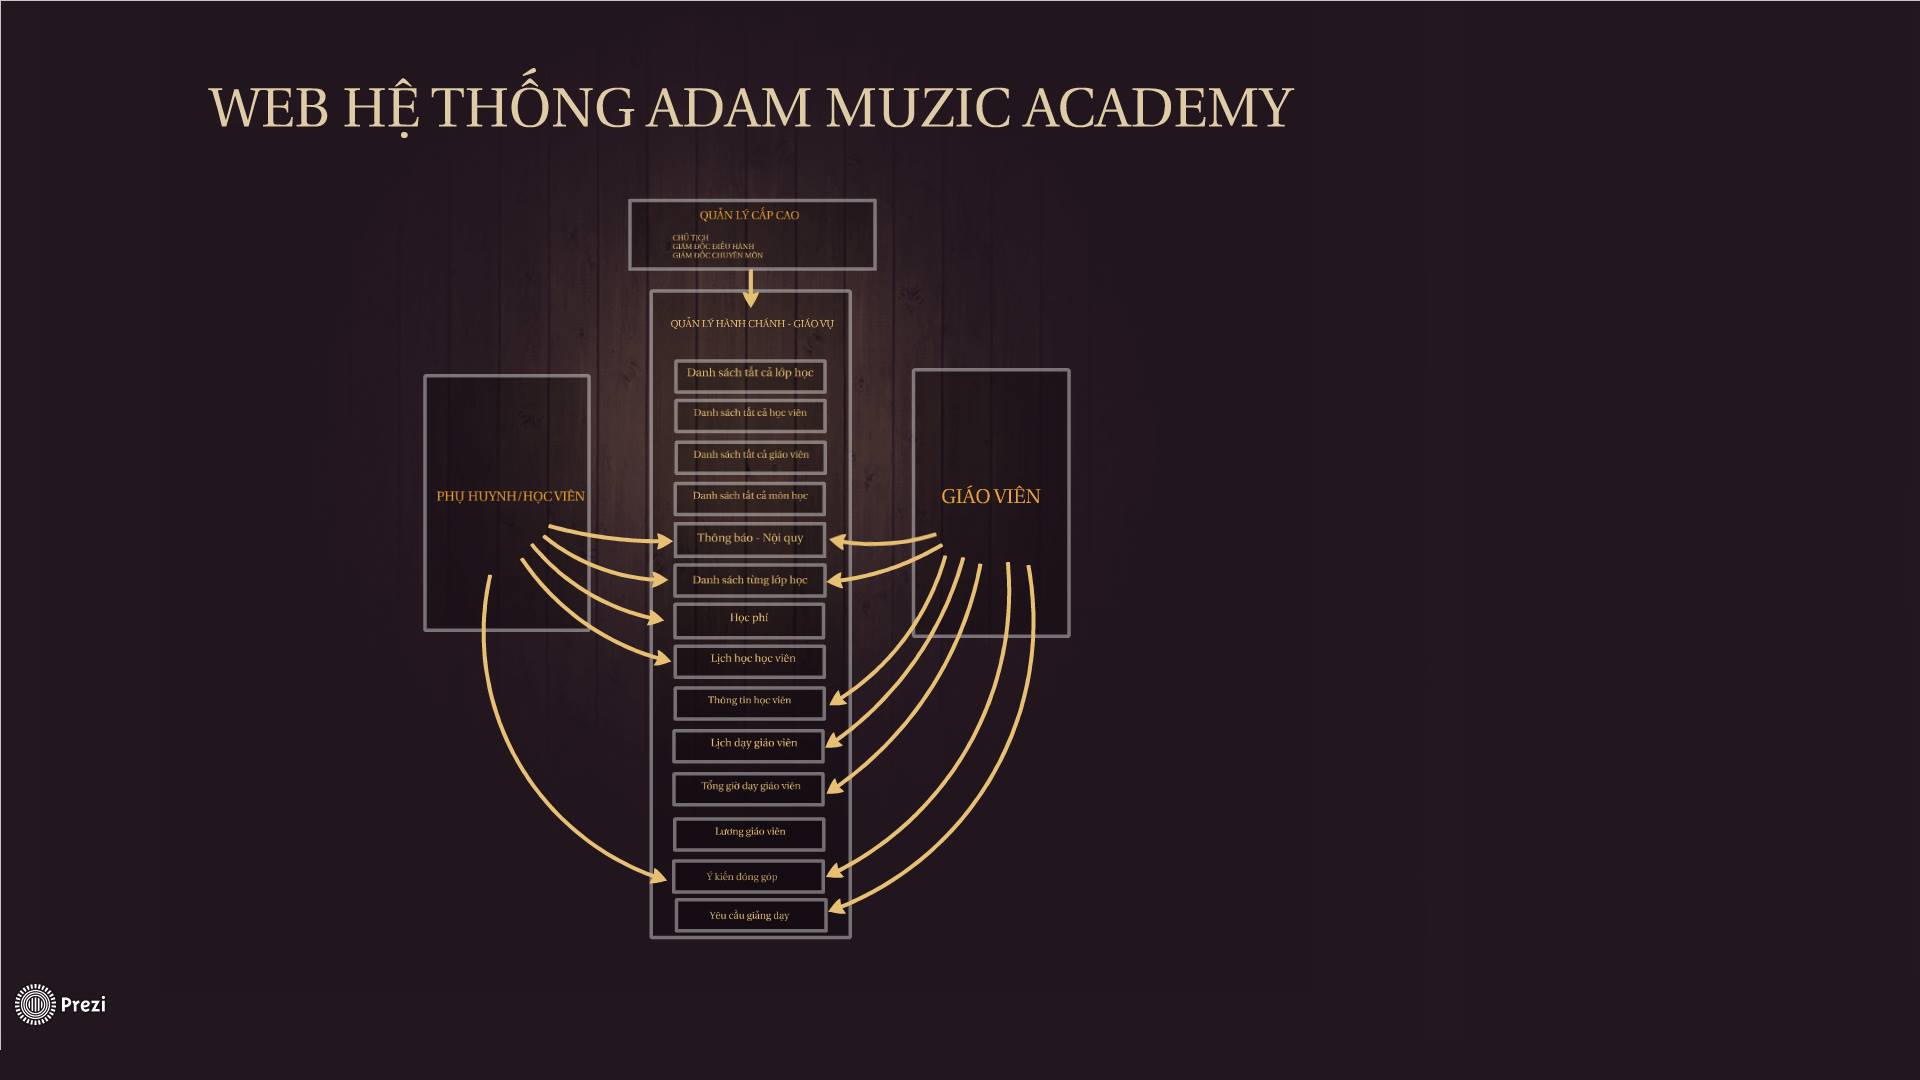 WEB HỆ THỐNG ADAM MUZIC ACADEMY
QUẢN LÝ CẤP CAO
CHỦ TỊCH
GIÁM ĐỐC ĐIỀU HÀNH
GIÁM ĐỐC CHUYÊN MÔN
QUẢN LÝ HÀNH CHÁNH - GIÁO VỤ
Danh sách tất cả lớp học
Danh sách tất cả học viên
Danh sách tất cả giáo viên
Danh sách tất cả môn học
PHỤ HUYNH/HỌC VIÊN
GIÁO VIÊN
Thông báo - Nội quy
Danh sách từng lớp học
Học phí
Lịch học học viên
Thông tin học viên
Lịch dạy giáo viên
Tổng giờ dạy giáo viên
Lương giáo viên
Ý kiến đóng góp
Yêu cầu giảng dạy
Prezi